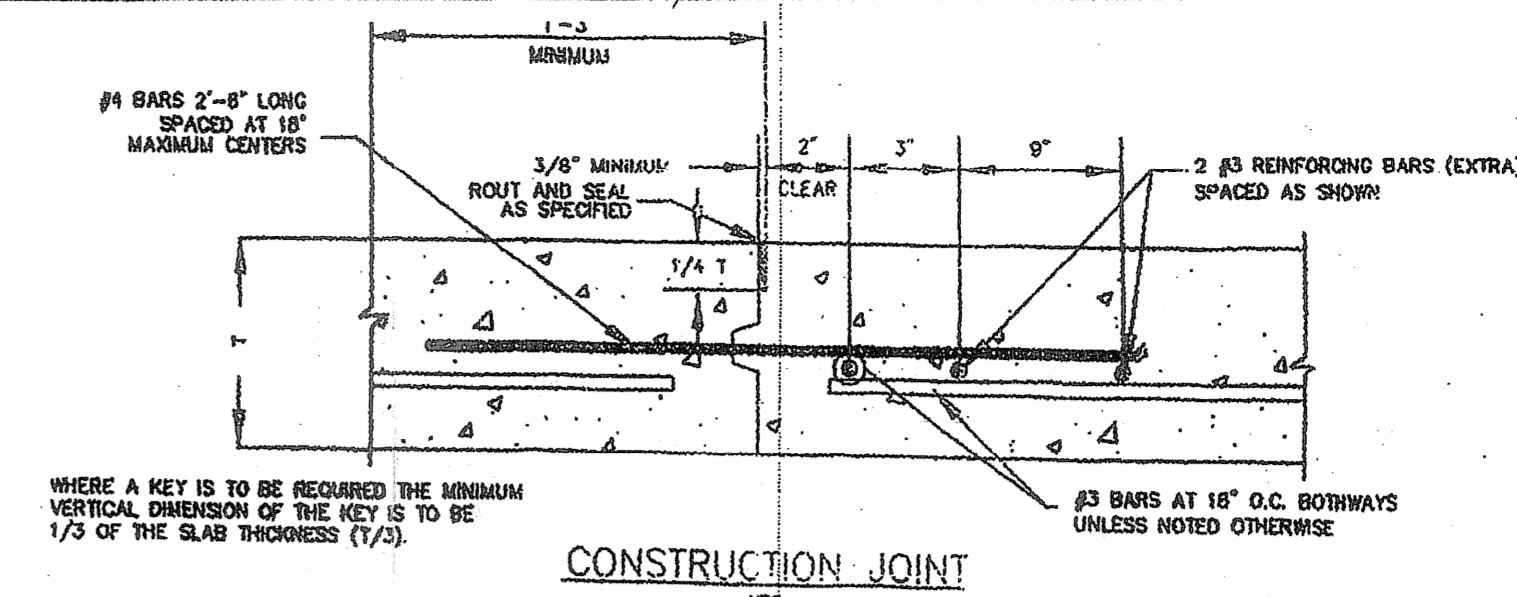 MINIMUM
#4 BARS 2'-8" LONG
SPACED AT 18"
MAXIMUM CENTERS
3/8" MINIMUM
ROUT AND SEAL
AS SPECIFIED
2"
CLEAR
3"
9"
2 #3 REINFORCING BARS (EXTRA)
SPACED AS SHOWN
1/4 T
T
WHERE A KEY IS TO BE REQUIRED THE MINIMUM
VERTICAL DIMENSION OF THE KEY IS TO BE
1/3 OF THE SLAB THICKNESS (T/3).
#3 BARS AT 18" O.C. BOTHWAYS
UNLESS NOTED OTHERWISE
CONSTRUCTION JOINT